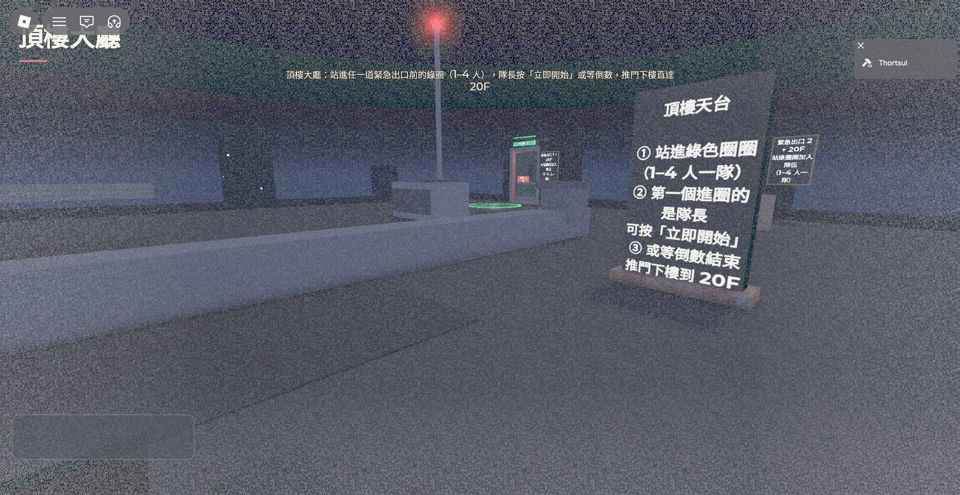 頂樓大廳
頂樓大廳：站進任一道緊急出口前的綠圈（1–4 人），隊長按「立即開始」或等倒數，推門下樓直達
20F
Thortsui
頂樓天台
① 站進綠色圈圈
（1–4 人一隊）
② 第一個進圈的
是隊長
可按「立即開始」
③ 或等倒數結束
推門下樓到 20F
緊急出口 2
站進圈圈加入
隊伍
（1–4 人一
隊）